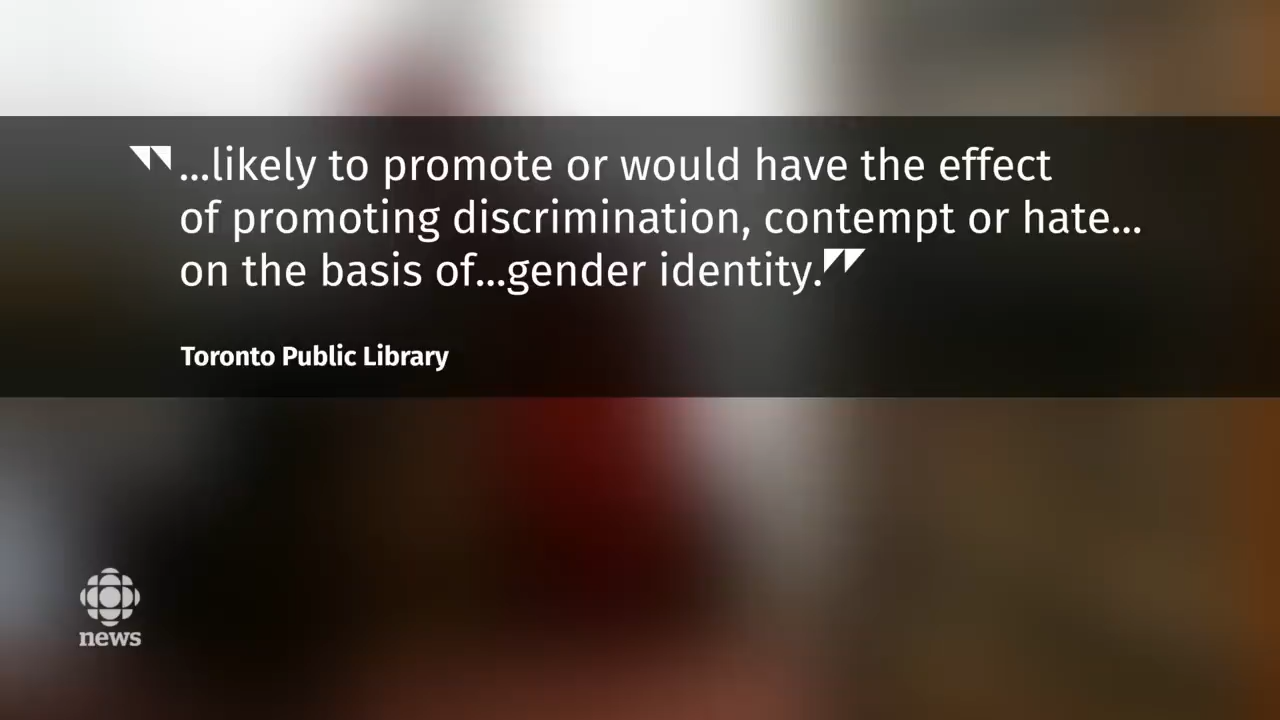 "...likely to promote or would have the effect
of promoting discrimination, contempt or hate...
on the basis of...gender identity."
Toronto Public Library
news